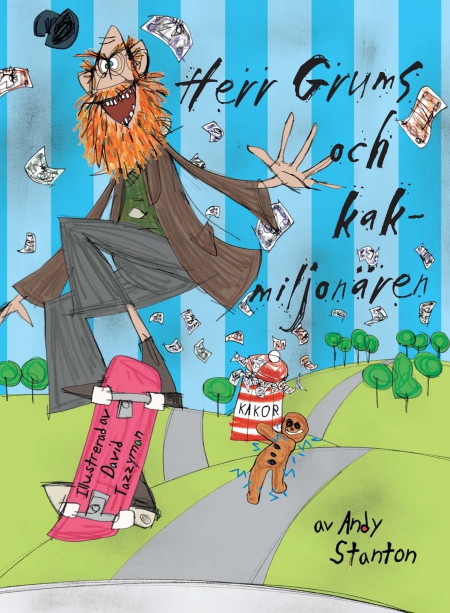 Herr Grums
och
kak-
miljonären
KAKOR
Illustrerad av
David
Tazzyman
av Andy
Stanton